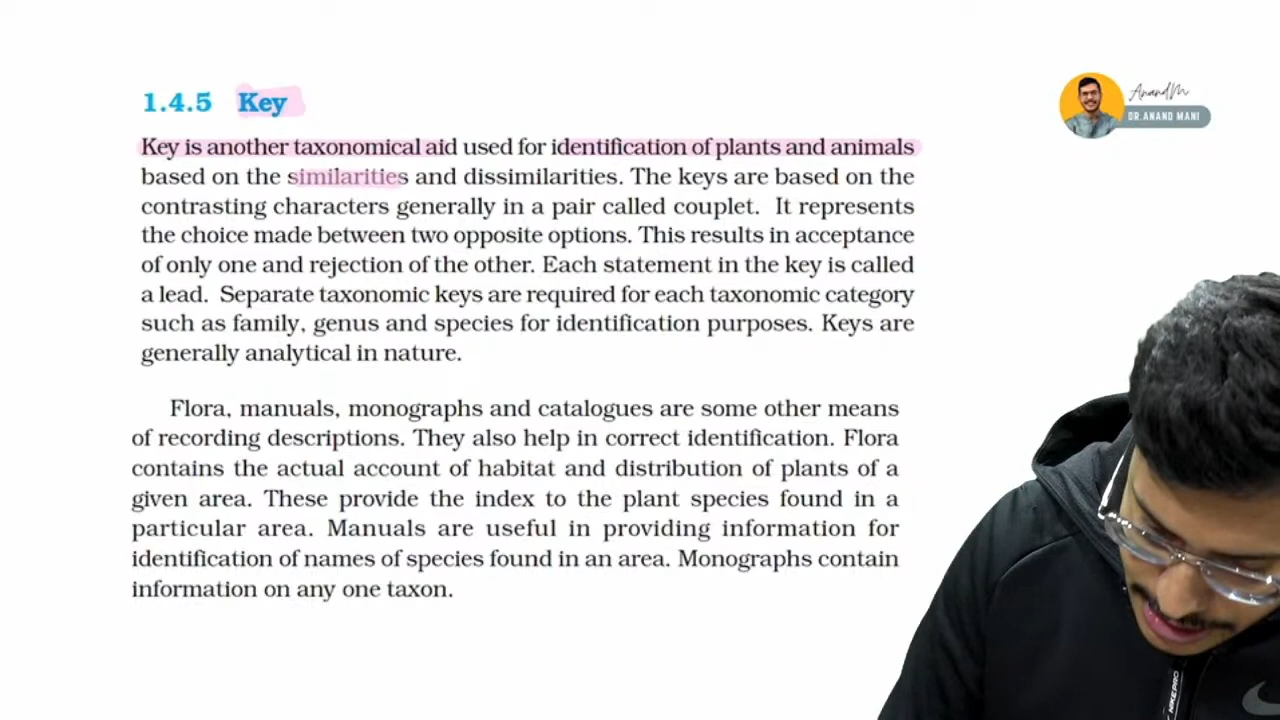 1.4.5 Key
Key is another taxonomical aid used for identification of plants and animals
based on the similarities and dissimilarities. The keys are based on the
contrasting characters generally in a pair called couplet. It represents
the choice made between two opposite options. This results in acceptance
of only one and rejection of the other. Each statement in the key is called
a lead. Separate taxonomic keys are required for each taxonomic category
such as family, genus and species for identification purposes. Keys are
generally analytical in nature.
Flora, manuals, monographs and catalogues are some other means
of recording descriptions. They also help in correct identification. Flora
contains the actual account of habitat and distribution of plants of a
given area. These provide the index to the plant species found in a
particular area. Manuals are useful in providing information for
identification of names of species found in an area. Monographs contain
information on any one taxon.
AnandM
DR.ANAND MANI
NIKE PRO